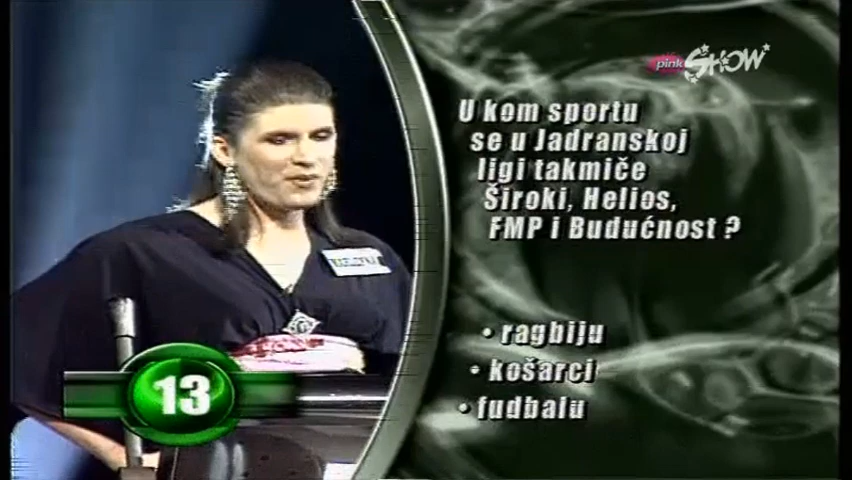 pink SHOW
U kom sportu
se u Jadranskoj
ligi takmiče
Široki, Helios,
FMP i Budućnost ?
• ragbiju
• košarci
• fudbalu
13